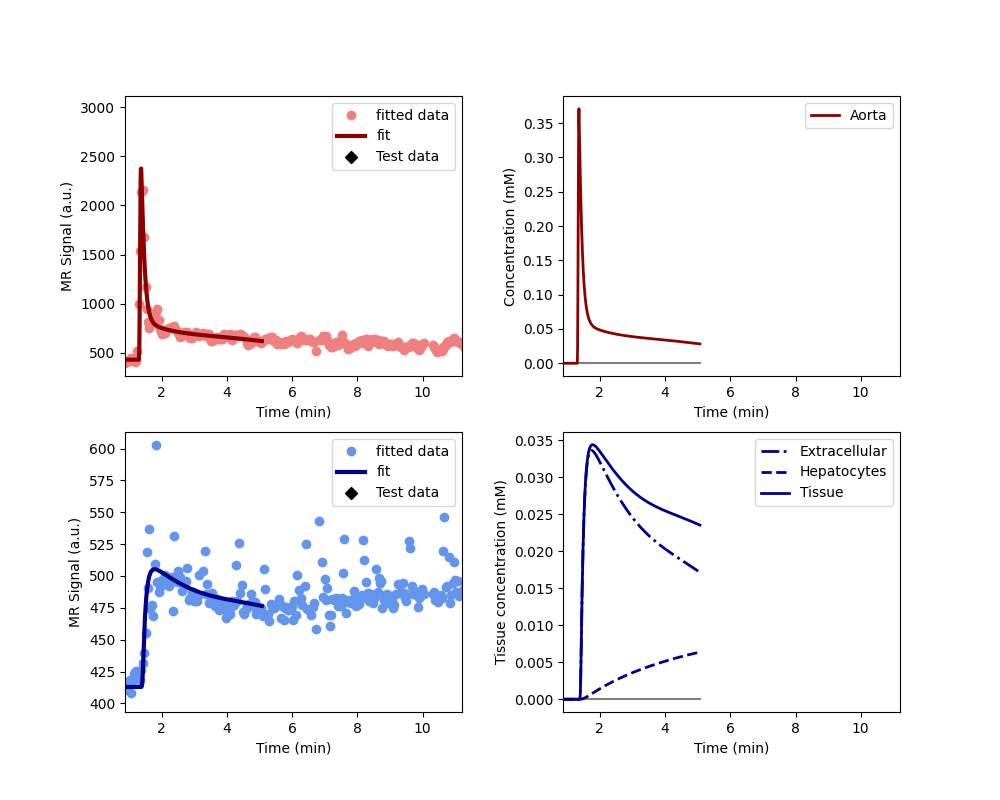 3000
2500
2000
1500
1000
500
MR Signal (a.u.)
fitted data
fit
Test data
2 4 6 8 10
Time (min)
0.35
0.30
0.25
0.20
0.15
0.10
0.05
0.00
Concentration (mM)
Aorta
2 4 6 8 10
Time (min)
600
575
550
525
500
475
450
425
400
MR Signal (a.u.)
fitted data
fit
Test data
2 4 6 8 10
Time (min)
0.035
0.030
0.025
0.020
0.015
0.010
0.005
0.000
Tissue concentration (mM)
Extracellular
Hepatocytes
Tissue
2 4 6 8 10
Time (min)